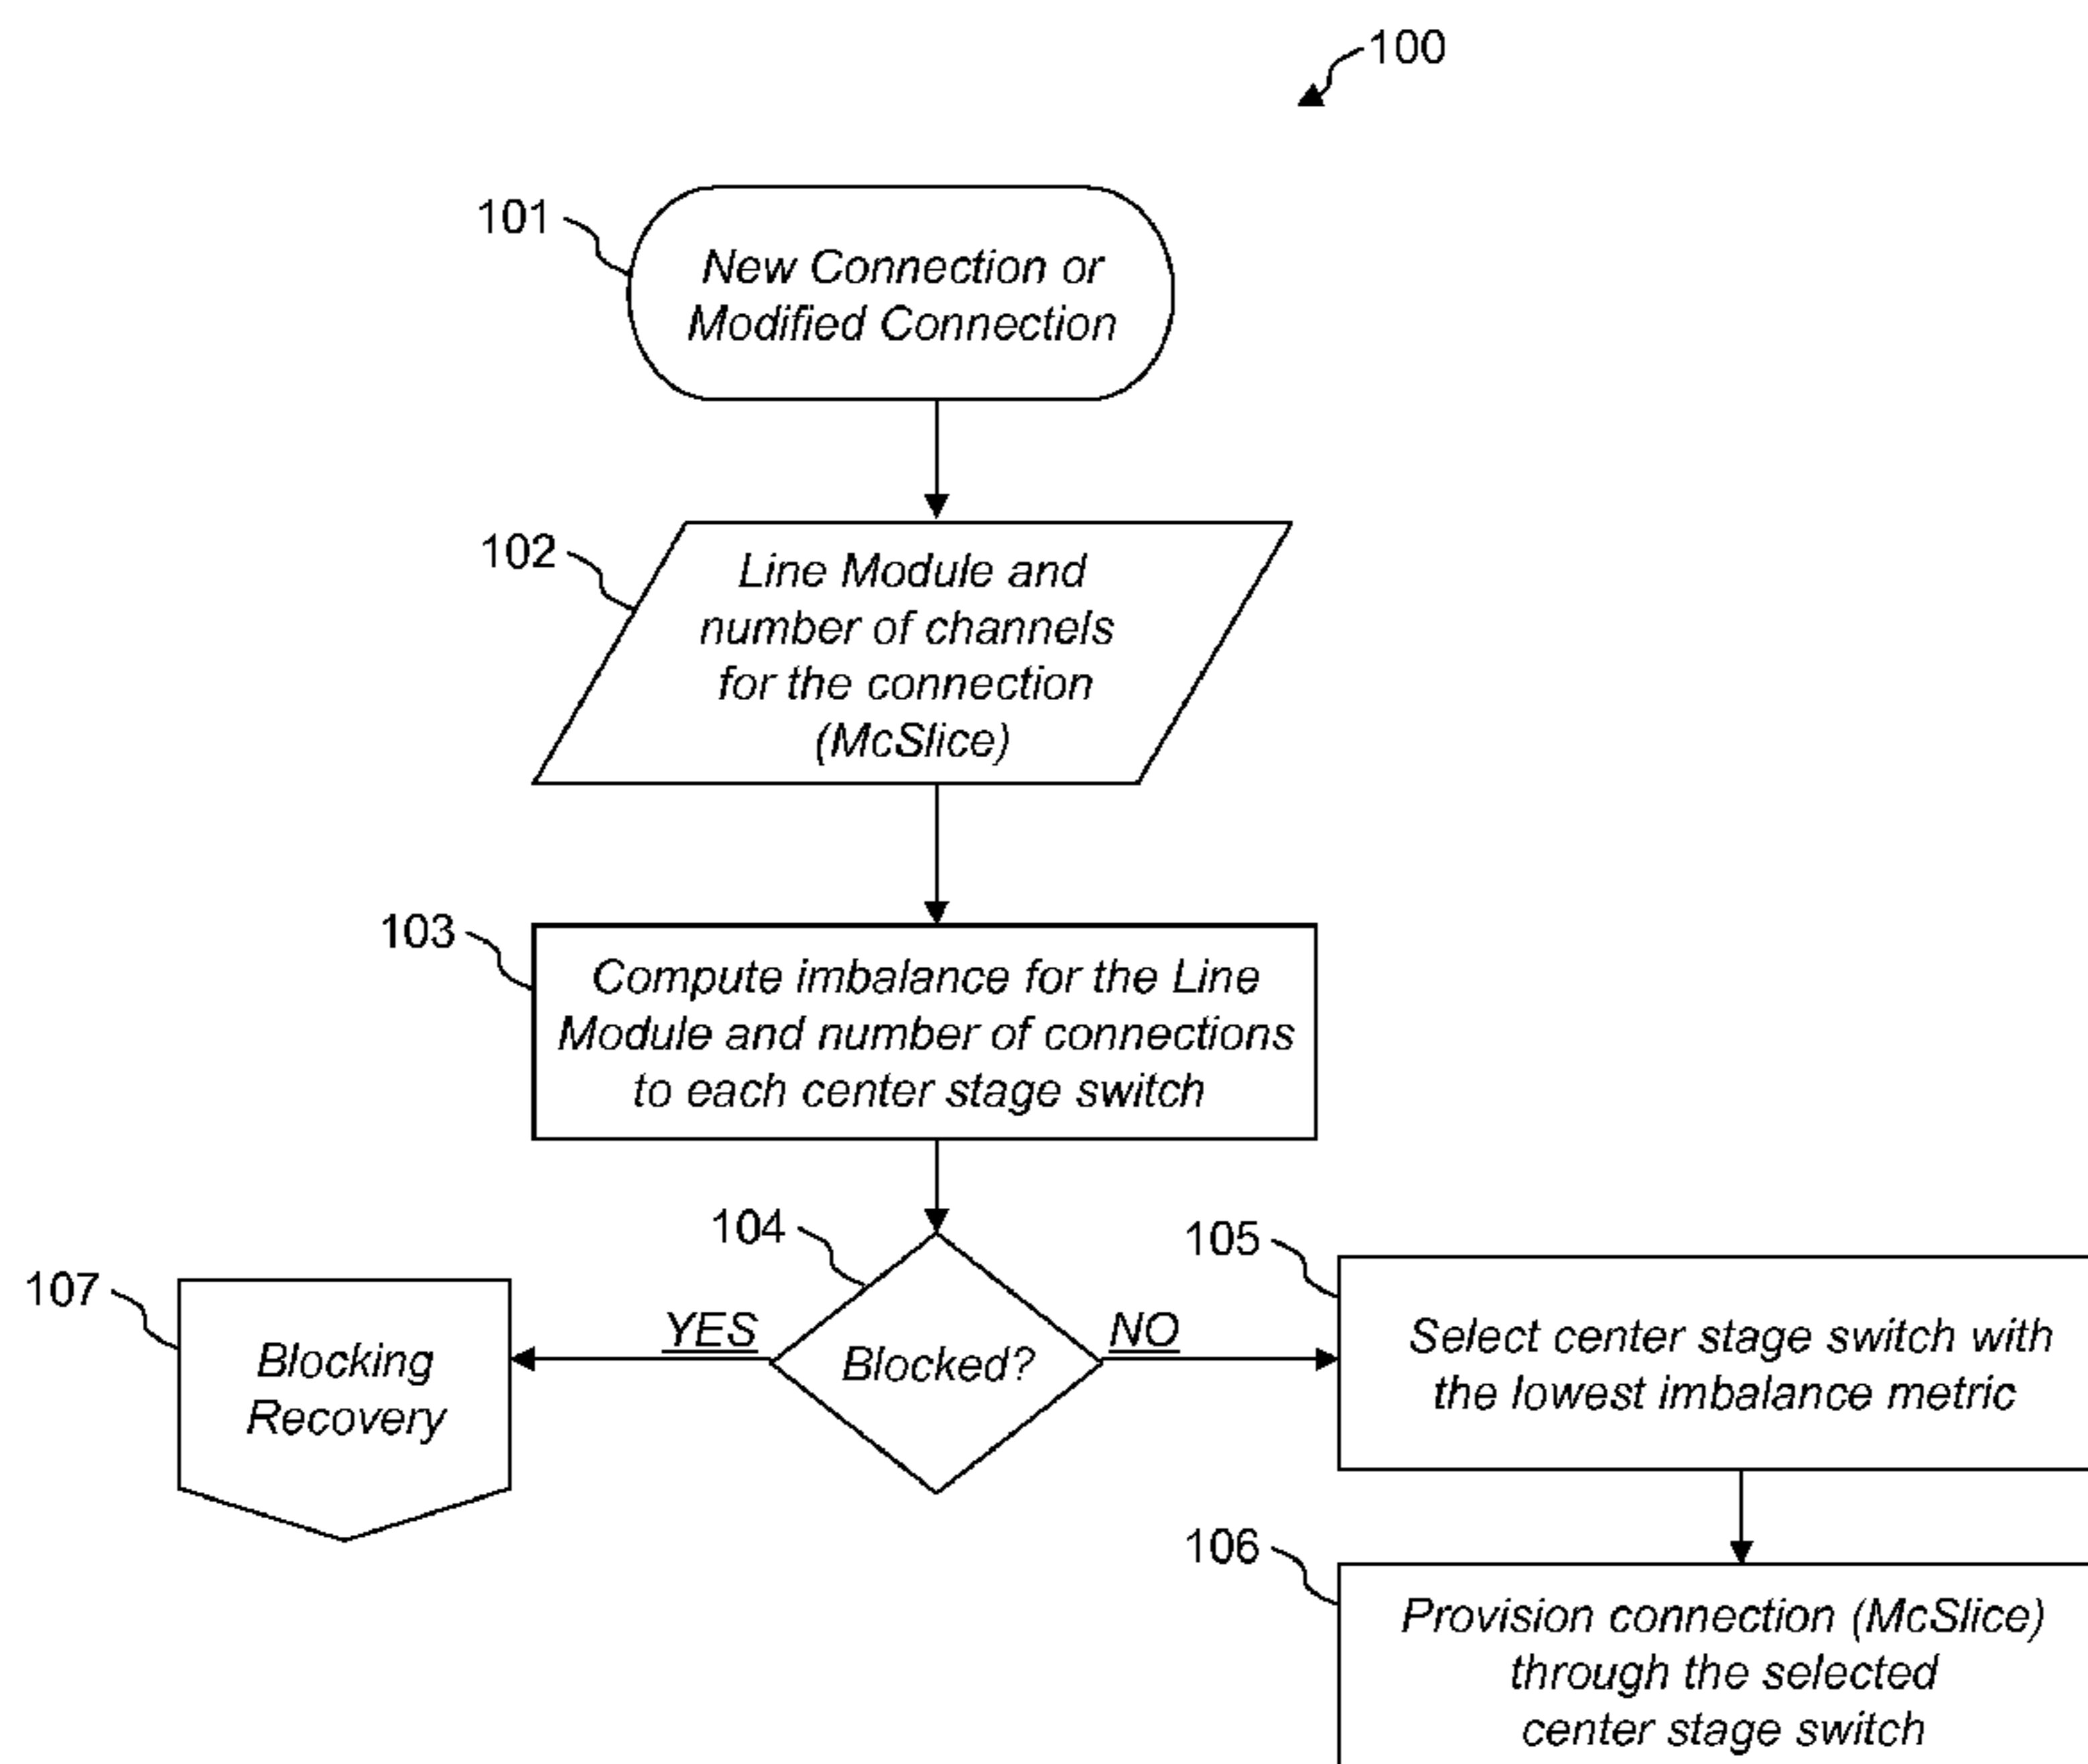 100
101
New Connection or
Modified Connection
102
Line Module and
number of channels
for the connection
(McSlice)
103
Compute imbalance for the Line
Module and number of connections
to each center stage switch
104
Blocked?
YES
NO
107
Blocking
Recovery
105
Select center stage switch with
the lowest imbalance metric
106
Provision connection (McSlice)
through the selected
center stage switch